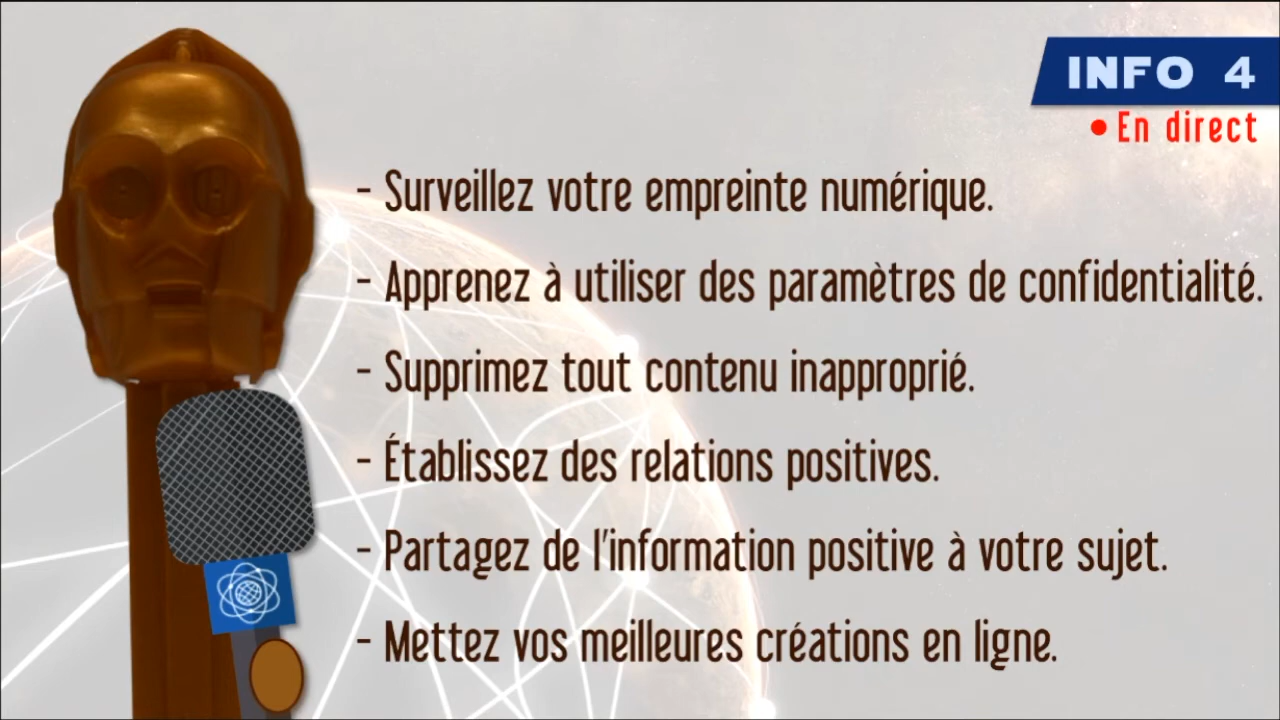 INFO 4
• En direct
- Surveillez votre empreinte numérique.
- Apprenez à utiliser des paramètres de confidentialité.
- Supprimez tout contenu inapproprié.
- Établissez des relations positives.
- Partagez de l'information positive à votre sujet.
- Mettez vos meilleures créations en ligne.